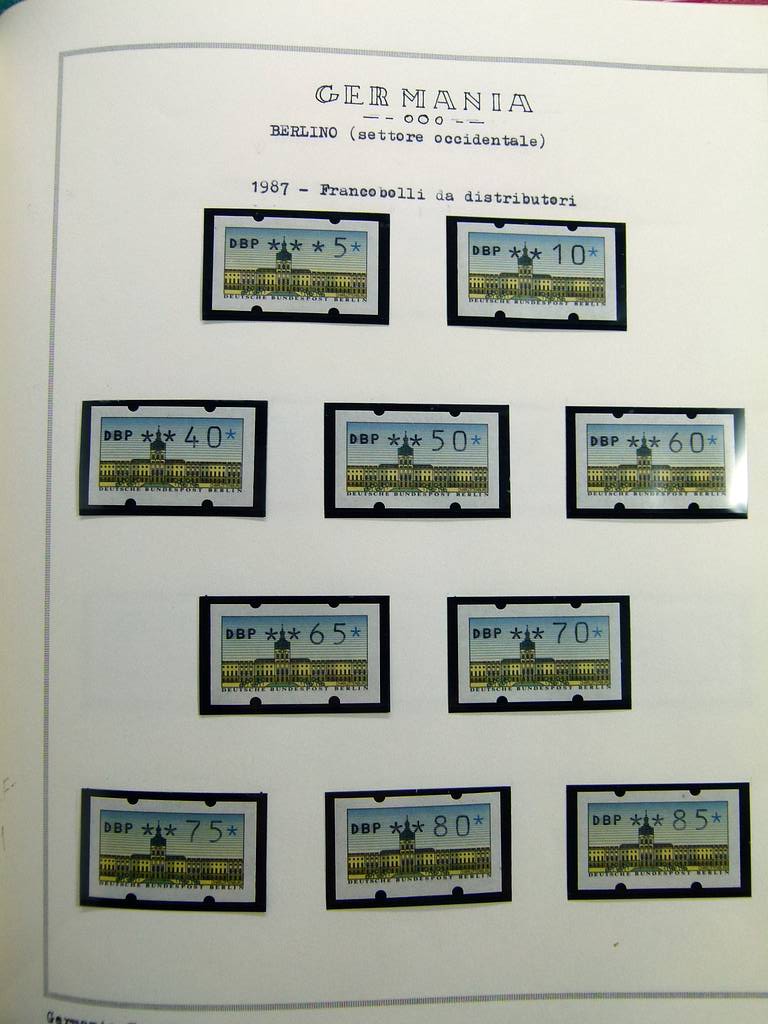 GERMANIA
--ooo--
BERLINO (settore occidentale)
1987 - Francobolli da distributori
DBP *** 5*
DEUTSCHE BUNDESPOST BERLIN
DBP ** 10*
DEUTSCHE BUNDESPOST BERLIN
DBP ** 40*
DEUTSCHE BUNDESPOST BERLIN
DBP ** 50*
DEUTSCHE BUNDESPOST BERLIN
DBP ** 60*
DEUTSCHE BUNDESPOST BERLIN
DBP ** 65*
DEUTSCHE BUNDESPOST BERLIN
DBP ** 70*
DEUTSCHE BUNDESPOST BERLIN
DBP ** 75*
DEUTSCHE BUNDESPOST BERLIN
DBP ** 80*
DEUTSCHE BUNDESPOST BERLIN
DBP ** 85*
DEUTSCHE BUNDESPOST BERLIN